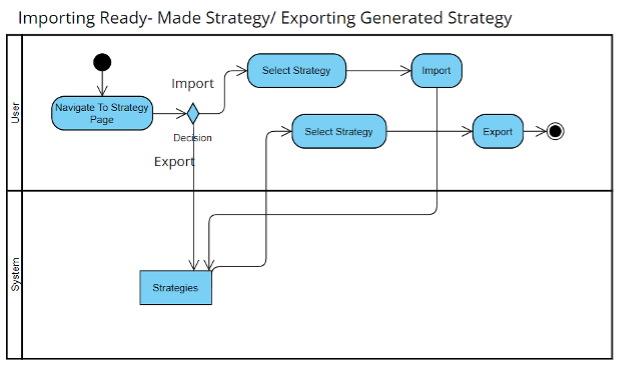 Importing Ready- Made Strategy/ Exporting Generated Strategy
User
Import
Select Strategy
Import
Navigate To Strategy
Page
Decision
Select Strategy
Export
Export
System
Strategies